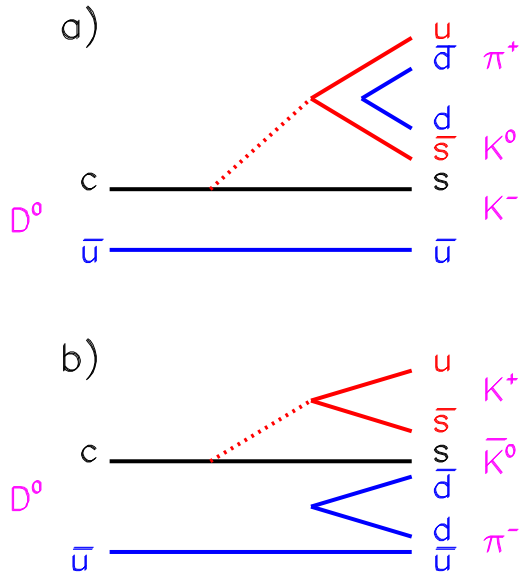 a)
u
d̅ π⁺
d
s̅ K⁰
c s
K⁻
D⁰
u̅ u̅
b)
u
K⁺
s̅
c s
K̅⁰
d̅
D⁰
d
π⁻
u̅ u̅